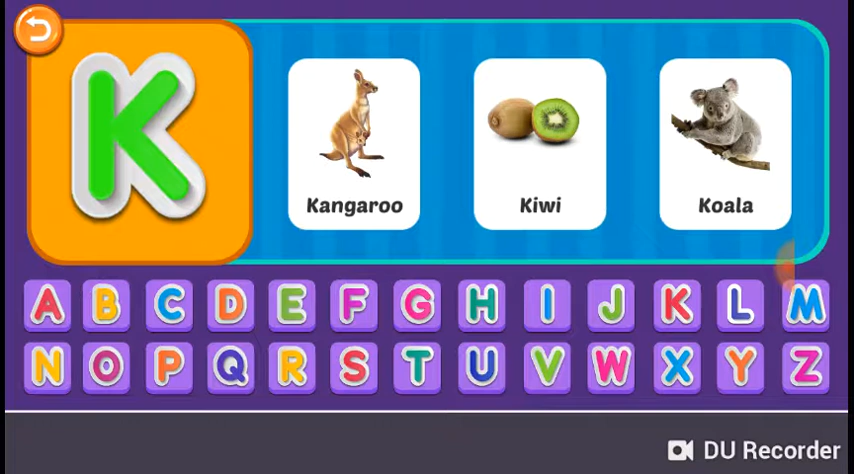 K
Kangaroo
Kiwi
Koala
A B C D E F G H I J K L M
N O P Q R S T U V W X Y Z
DU Recorder